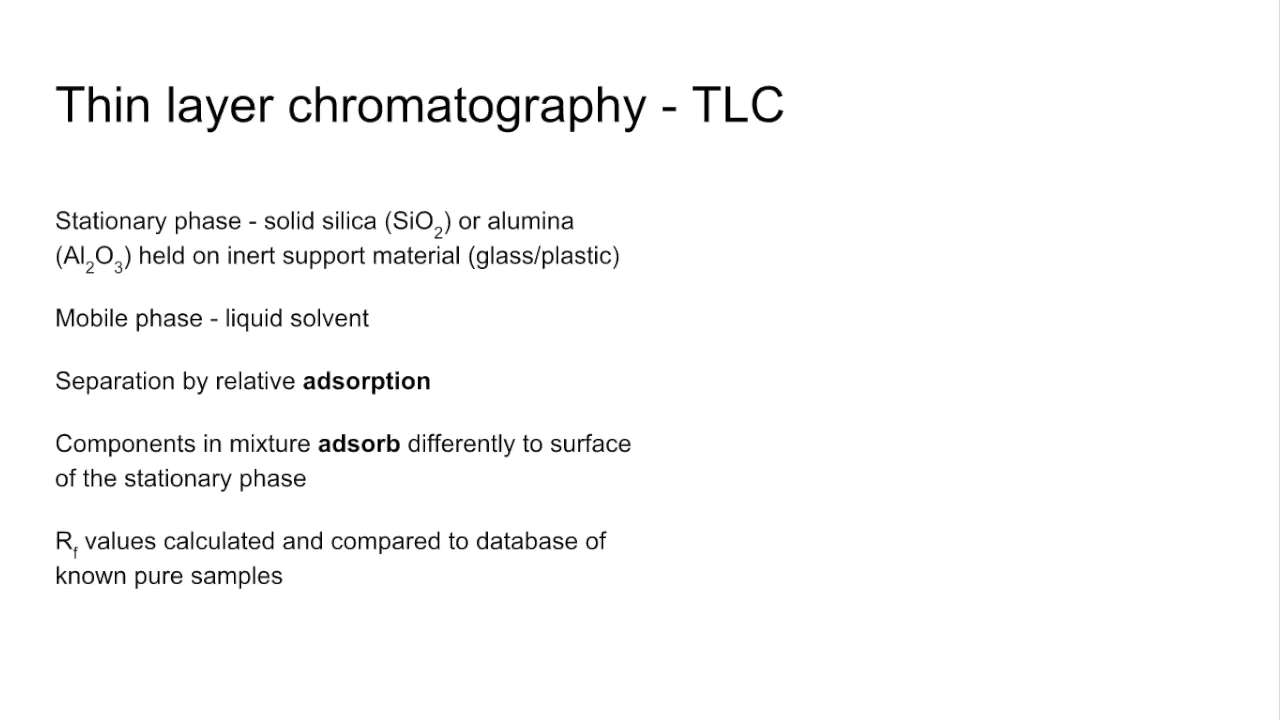 Thin layer chromatography - TLC
Stationary phase - solid silica (SiO₂) or alumina
(Al₂O₃) held on inert support material (glass/plastic)
Mobile phase - liquid solvent
Separation by relative adsorption
Components in mixture adsorb differently to surface
of the stationary phase
Rf values calculated and compared to database of
known pure samples